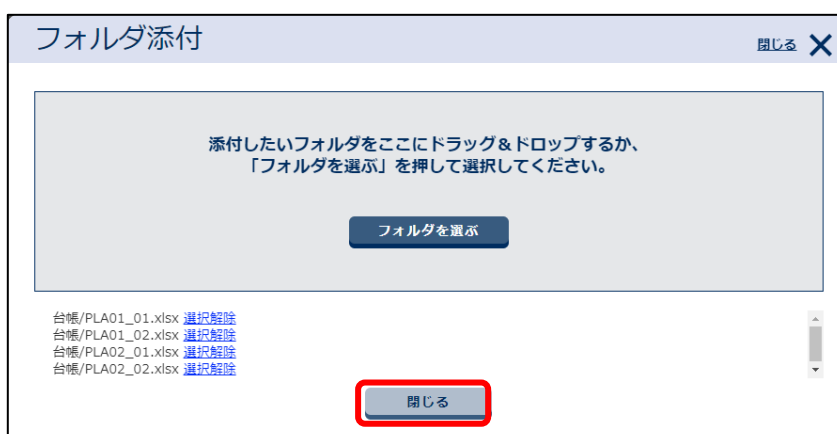 フォルダ添付
閉じる
添付したいフォルダをここにドラッグ&ドロップするか、
「フォルダを選ぶ」を押して選択してください。
フォルダを選ぶ
台帳/PLA01_01.xlsx 選択解除
台帳/PLA01_02.xlsx 選択解除
台帳/PLA02_01.xlsx 選択解除
台帳/PLA02_02.xlsx 選択解除
閉じる